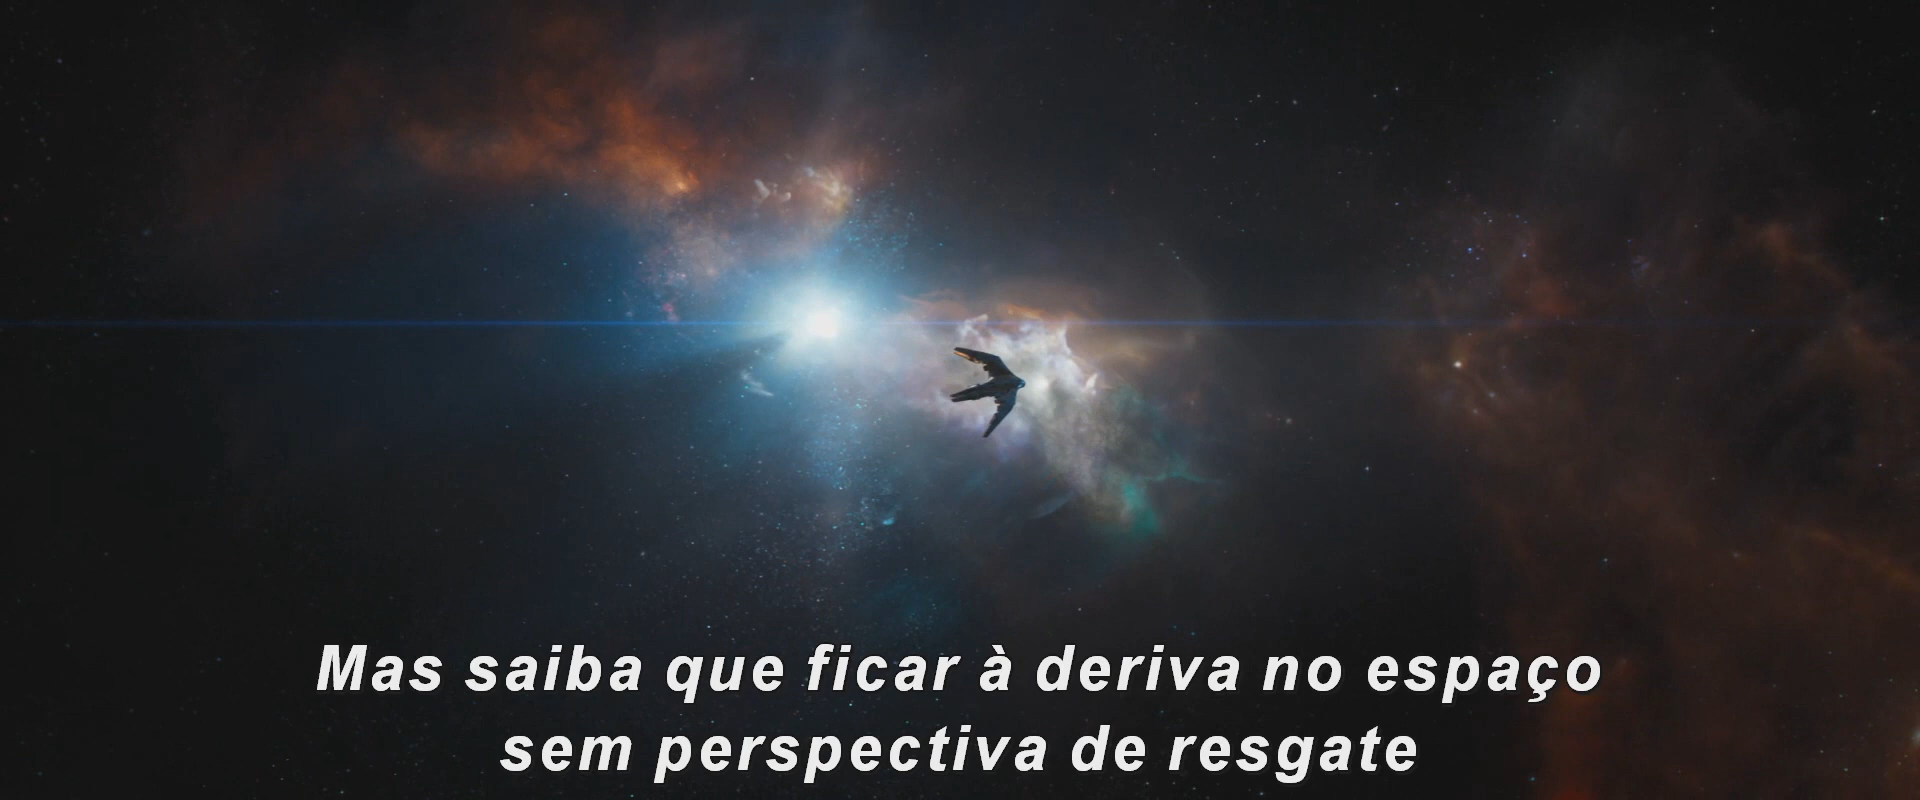 Mas saiba que ficar à deriva no espaço
sem perspectiva de resgate